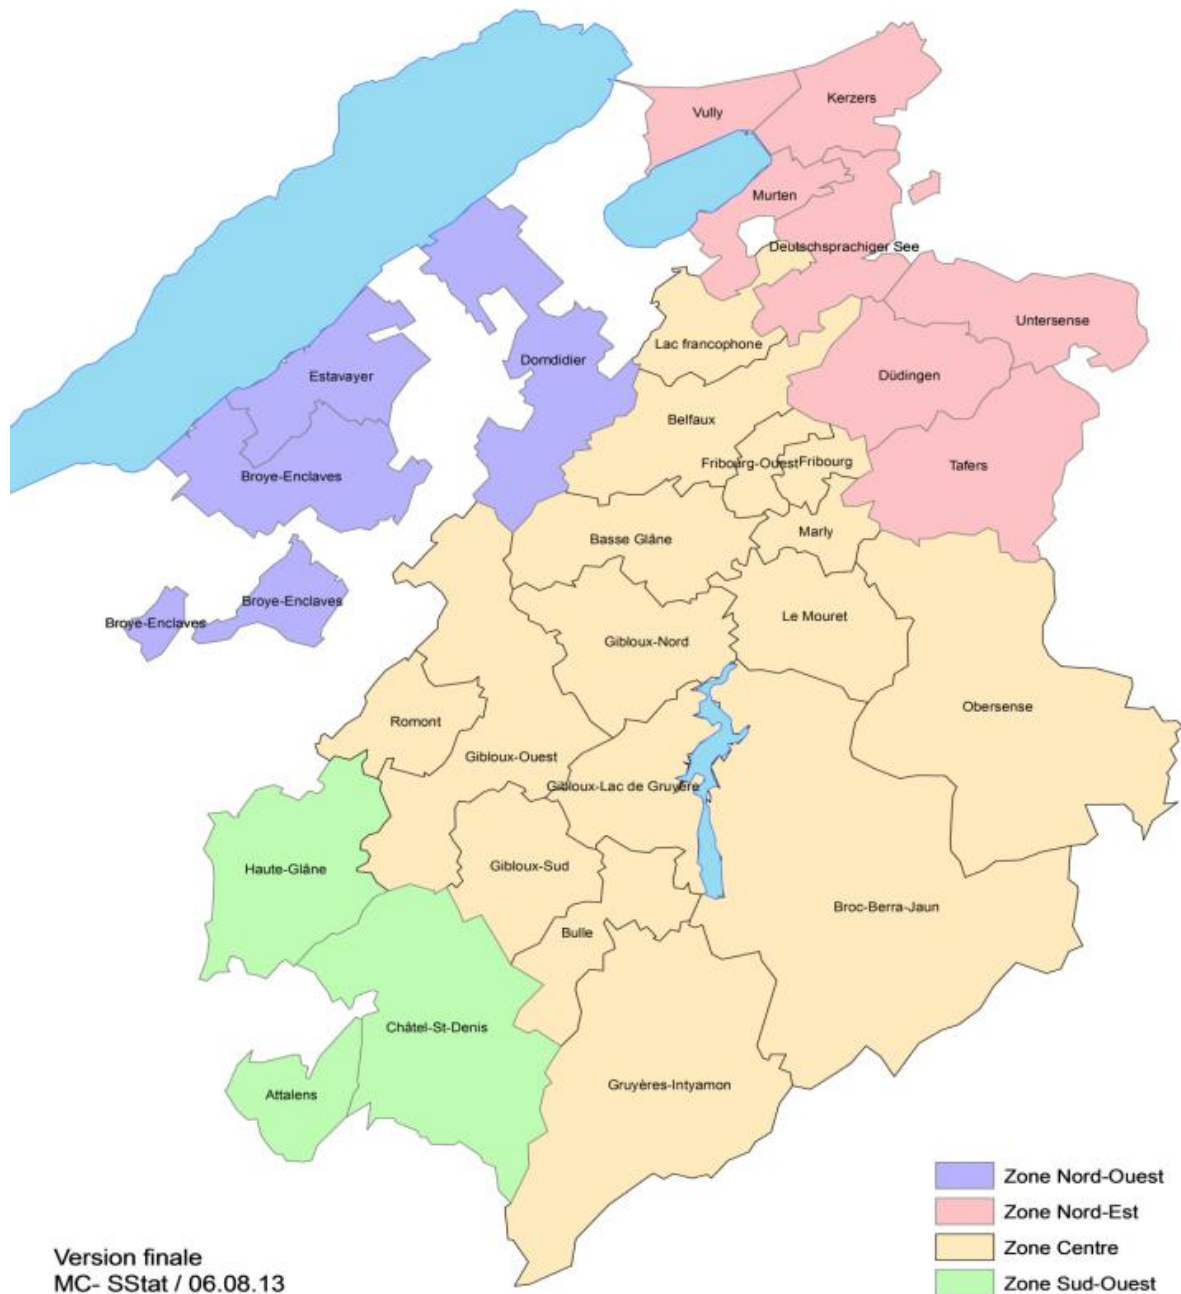 Kerzers
Vully
Murten
Deutschsprachiger See
Untersense
Lac francophone
Domdidier
Estavayer
Düdingen
Belfaux
Fribourg-Ouest
Fribourg
Tafers
Broye-Enclaves
Marly
Basse Glâne
Broye-Enclaves
Broye-Enclaves
Le Mouret
Gibloux-Nord
Obersense
Romont
Gibloux-Ouest
Gibloux-Lac de Gruyère
Gibloux-Sud
Haute-Glâne
Broc-Berra-Jaun
Bulle
Châtel-St-Denis
Gruyères-Intyamon
Attalens
Zone Nord-Ouest
Zone Nord-Est
Zone Centre
Zone Sud-Ouest
Version finale
MC- SStat / 06.08.13